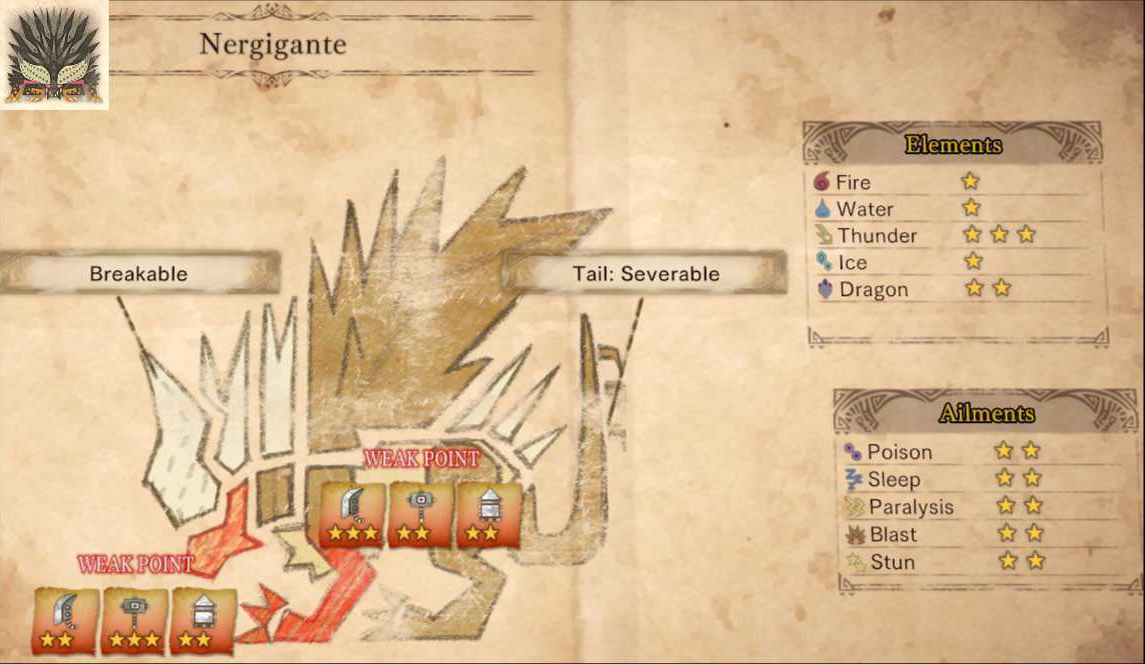 Nergigante
Breakable
Tail: Severable
WEAK POINT
WEAK POINT
Elements
Fire
Water
Thunder
Ice
Dragon
Ailments
Poison
Sleep
Paralysis
Blast
Stun